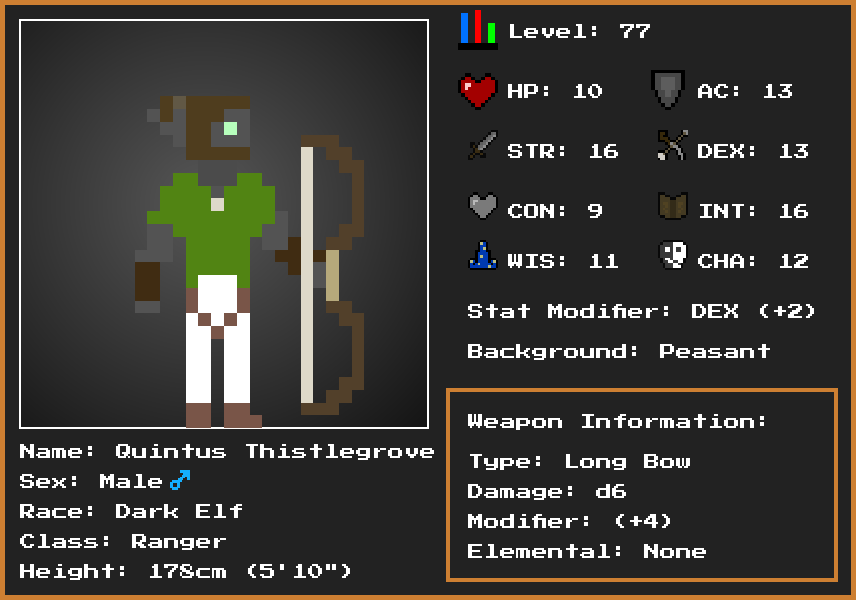 Level: 77
HP: 10 AC: 13
STR: 16 DEX: 13
CON: 9 INT: 16
WIS: 11 CHA: 12
Stat Modifier: DEX (+2)
Background: Peasant
Weapon Information:
Type: Long Bow
Damage: d6
Modifier: (+4)
Elemental: None
Name: Quintus Thistlegrove
Sex: Male♂
Race: Dark Elf
Class: Ranger
Height: 178cm (5'10")